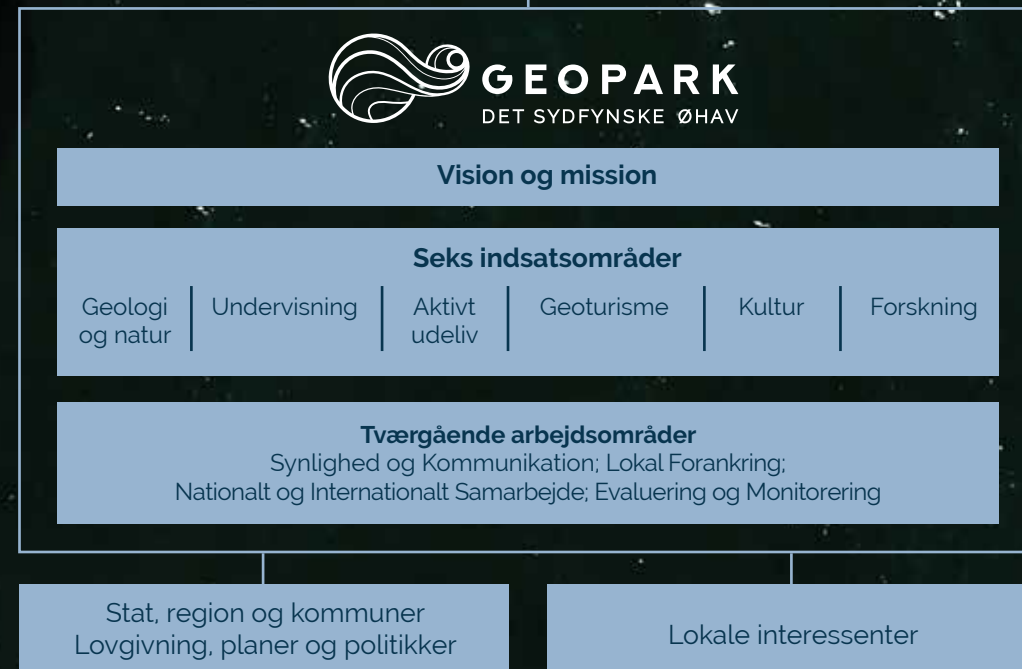 GEOPARK
DET SYDFYNSKE ØHAV
Vision og mission
Seks indsatsområder
Geologi
og natur
Undervisning
Aktivt
udeliv
Geoturisme
Kultur
Forskning
Tværgående arbejdsområder
Synlighed og Kommunikation; Lokal Forankring;
Nationalt og Internationalt Samarbejde; Evaluering og Monitorering
Stat, region og kommuner
Lovgivning, planer og politikker
Lokale interessenter